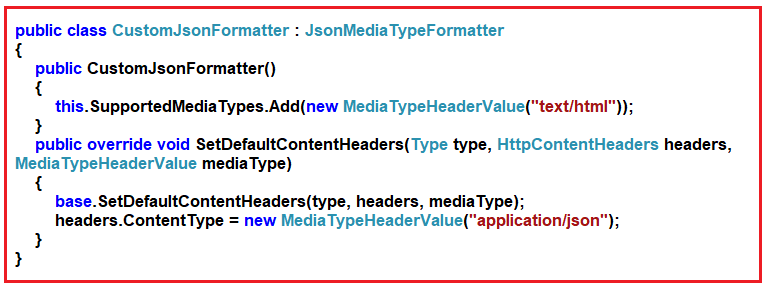 public class CustomJsonFormatter : JsonMediaTypeFormatter
{
public CustomJsonFormatter()
{
this.SupportedMediaTypes.Add(new MediaTypeHeaderValue("text/html"));
}
public override void SetDefaultContentHeaders(Type type, HttpContentHeaders headers,
MediaTypeHeaderValue mediaType)
{
base.SetDefaultContentHeaders(type, headers, mediaType);
headers.ContentType = new MediaTypeHeaderValue("application/json");
}
}